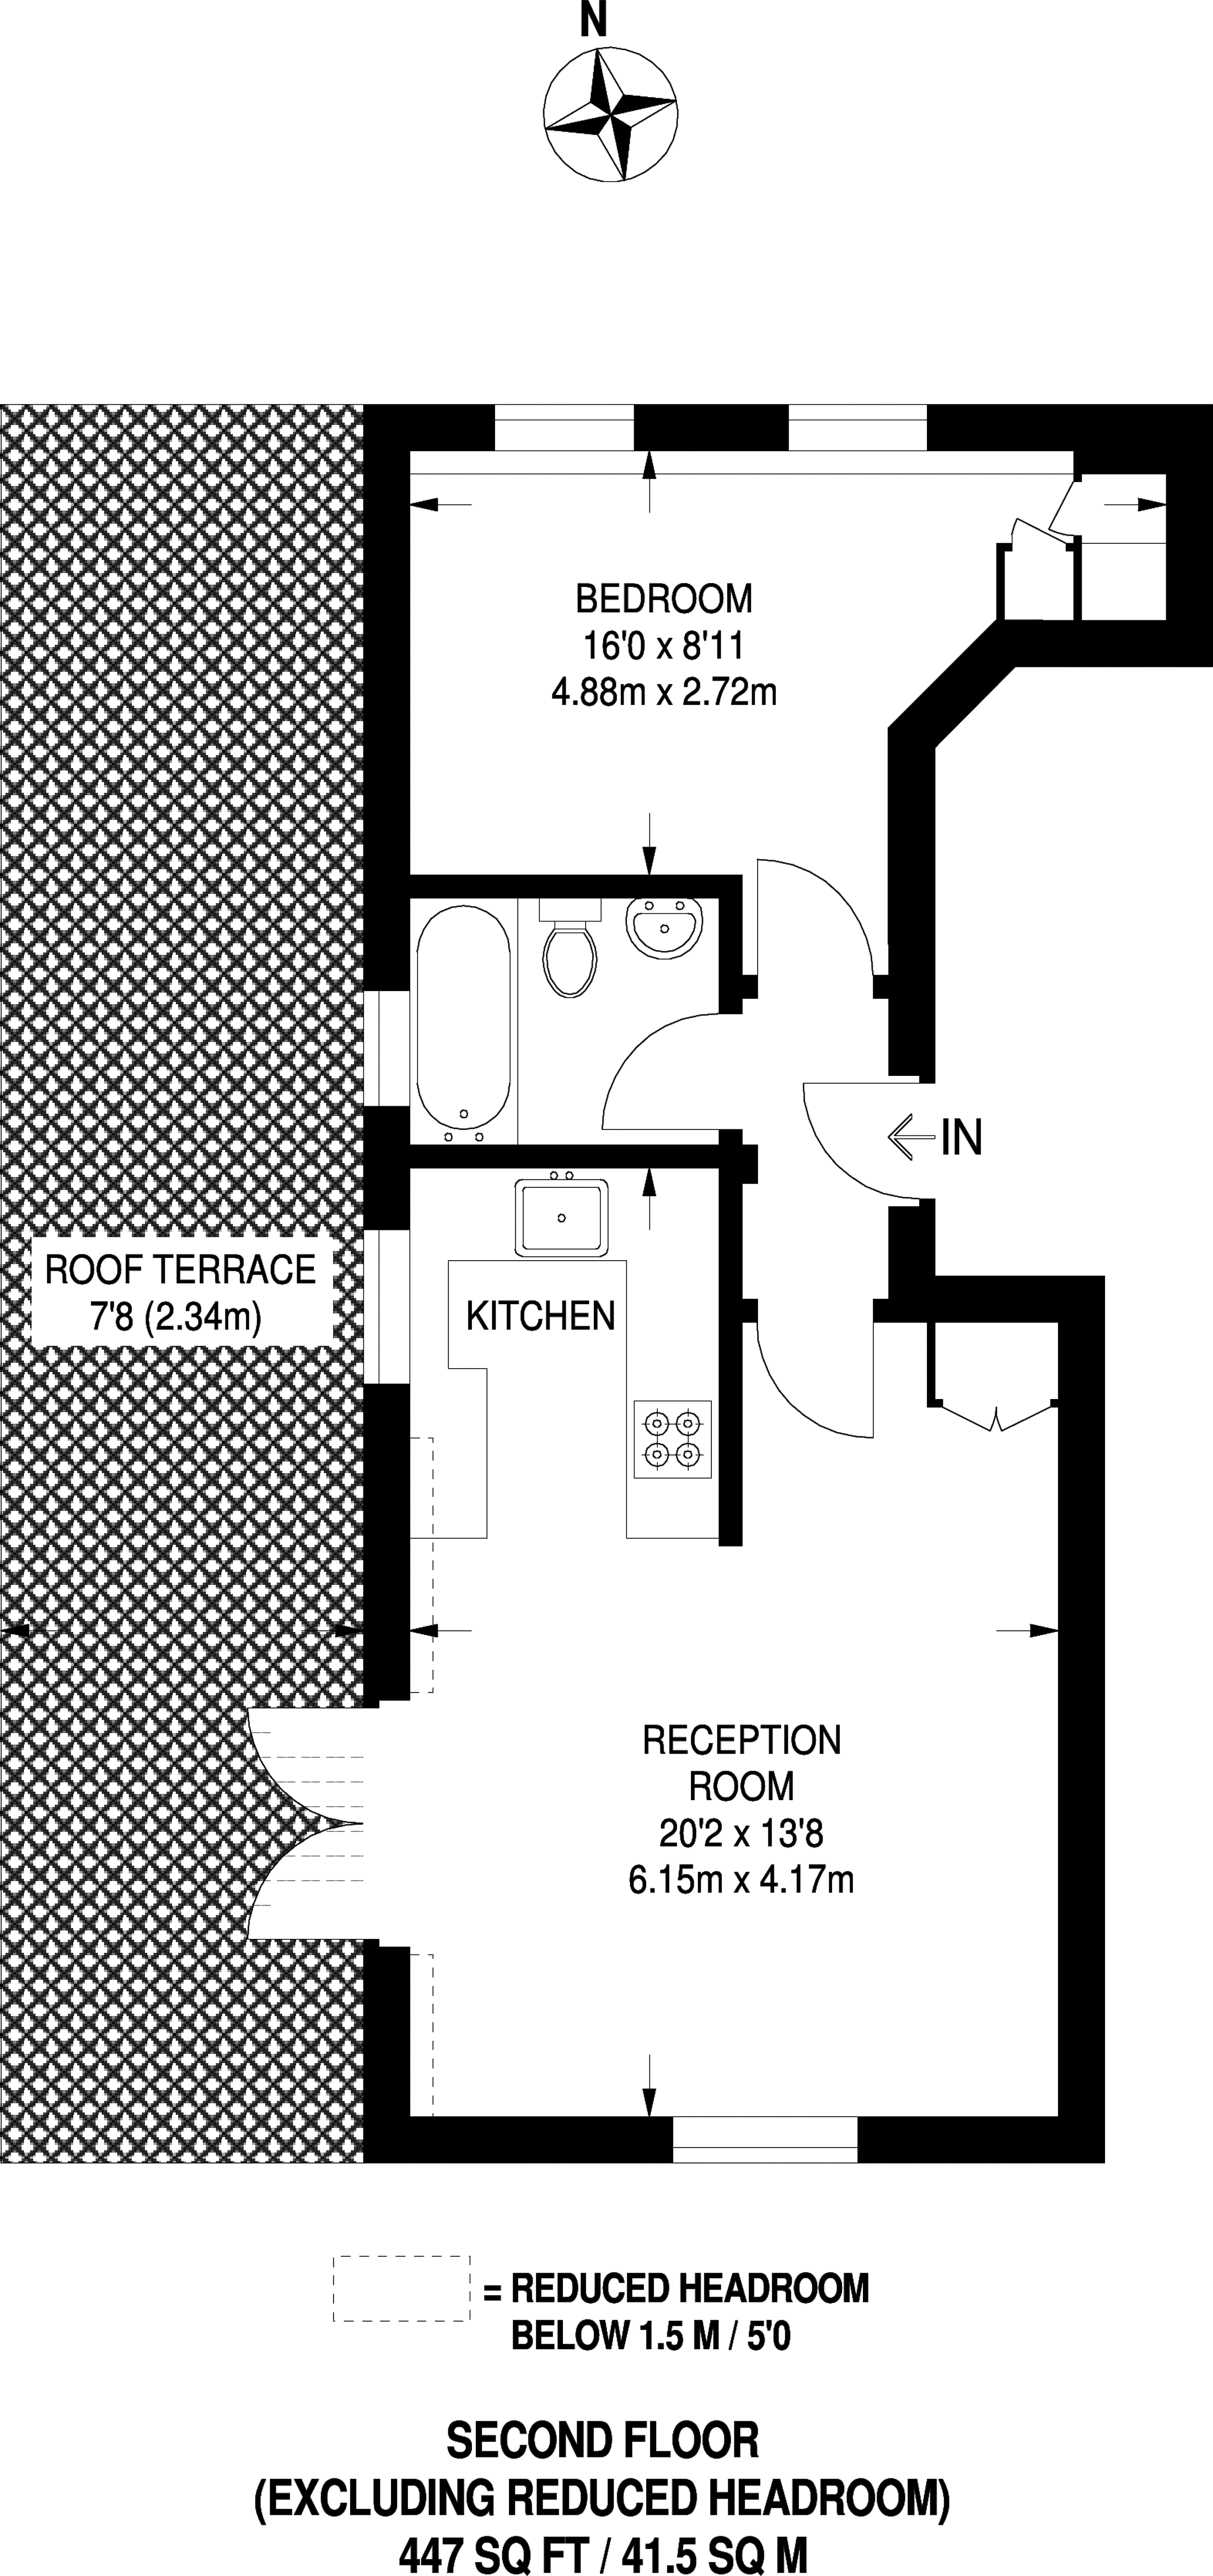 N
BEDROOM
16'0 x 8'11
4.88m x 2.72m
IN
ROOF TERRACE
7'8 (2.34m)
KITCHEN
RECEPTION
ROOM
20'2 x 13'8
6.15m x 4.17m
= REDUCED HEADROOM
BELOW 1.5 M / 5'0
SECOND FLOOR
(EXCLUDING REDUCED HEADROOM)
447 SQ FT / 41.5 SQ M